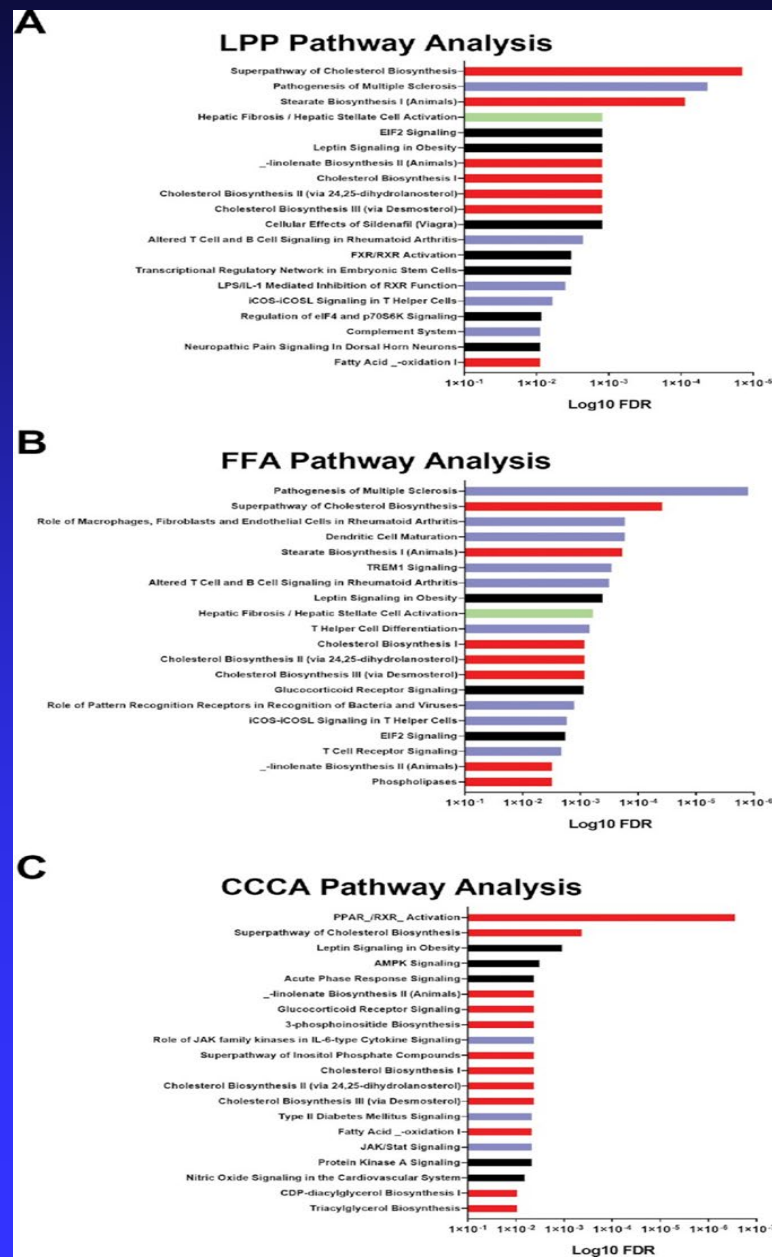 A
LPP Pathway Analysis
Superpathway of Cholesterol Biosynthesis
Pathogenesis of Multiple Sclerosis
Stearate Biosynthesis I (Animals)
Hepatic Fibrosis / Hepatic Stellate Cell Activation
EIF2 Signaling
Leptin Signaling in Obesity
_-linolenate Biosynthesis II (Animals)
Cholesterol Biosynthesis I
Cholesterol Biosynthesis II (via 24,25-dihydrolanosterol)
Cholesterol Biosynthesis III (via Desmosterol)
Cellular Effects of Sildenafil (Viagra)
Altered T Cell and B Cell Signaling in Rheumatoid Arthritis
FXR/RXR Activation
Transcriptional Regulatory Network in Embryonic Stem Cells
LPS/IL-1 Mediated Inhibition of RXR Function
iCOS-iCOSL Signaling in T Helper Cells
Regulation of eIF4 and p70S6K Signaling
Complement System
Neuropathic Pain Signaling In Dorsal Horn Neurons
Fatty Acid _-oxidation I
1×10⁻¹ 1×10⁻² 1×10⁻³ 1×10⁻⁴ 1×10⁻⁵
Log10 FDR
B
FFA Pathway Analysis
Pathogenesis of Multiple Sclerosis
Superpathway of Cholesterol Biosynthesis
Role of Macrophages, Fibroblasts and Endothelial Cells in Rheumatoid Arthritis
Dendritic Cell Maturation
Stearate Biosynthesis I (Animals)
TREM1 Signaling
Altered T Cell and B Cell Signaling in Rheumatoid Arthritis
Leptin Signaling in Obesity
Hepatic Fibrosis / Hepatic Stellate Cell Activation
T Helper Cell Differentiation
Cholesterol Biosynthesis I
Cholesterol Biosynthesis II (via 24,25-dihydrolanosterol)
Cholesterol Biosynthesis III (via Desmosterol)
Glucocorticoid Receptor Signaling
Role of Pattern Recognition Receptors in Recognition of Bacteria and Viruses
iCOS-iCOSL Signaling in T Helper Cells
EIF2 Signaling
T Cell Receptor Signaling
_-linolenate Biosynthesis II (Animals)
Phospholipases
1×10⁻¹ 1×10⁻² 1×10⁻³ 1×10⁻⁴ 1×10⁻⁵ 1×10⁻⁶
Log10 FDR
C
CCCA Pathway Analysis
PPAR_/RXR_ Activation
Superpathway of Cholesterol Biosynthesis
Leptin Signaling in Obesity
AMPK Signaling
Acute Phase Response Signaling
_-linolenate Biosynthesis II (Animals)
Glucocorticoid Receptor Signaling
3-phosphoinositide Biosynthesis
Role of JAK family kinases in IL-6-type Cytokine Signaling
Superpathway of Inositol Phosphate Compounds
Cholesterol Biosynthesis I
Cholesterol Biosynthesis II (via 24,25-dihydrolanosterol)
Cholesterol Biosynthesis III (via Desmosterol)
Type II Diabetes Mellitus Signaling
Fatty Acid _-oxidation I
JAK/Stat Signaling
Protein Kinase A Signaling
Nitric Oxide Signaling in the Cardiovascular System
CDP-diacylglycerol Biosynthesis I
Triacylglycerol Biosynthesis
1×10⁻¹ 1×10⁻² 1×10⁻³ 1×10⁻⁴ 1×10⁻⁵ 1×10⁻⁶ 1×10⁻⁷
Log10 FDR